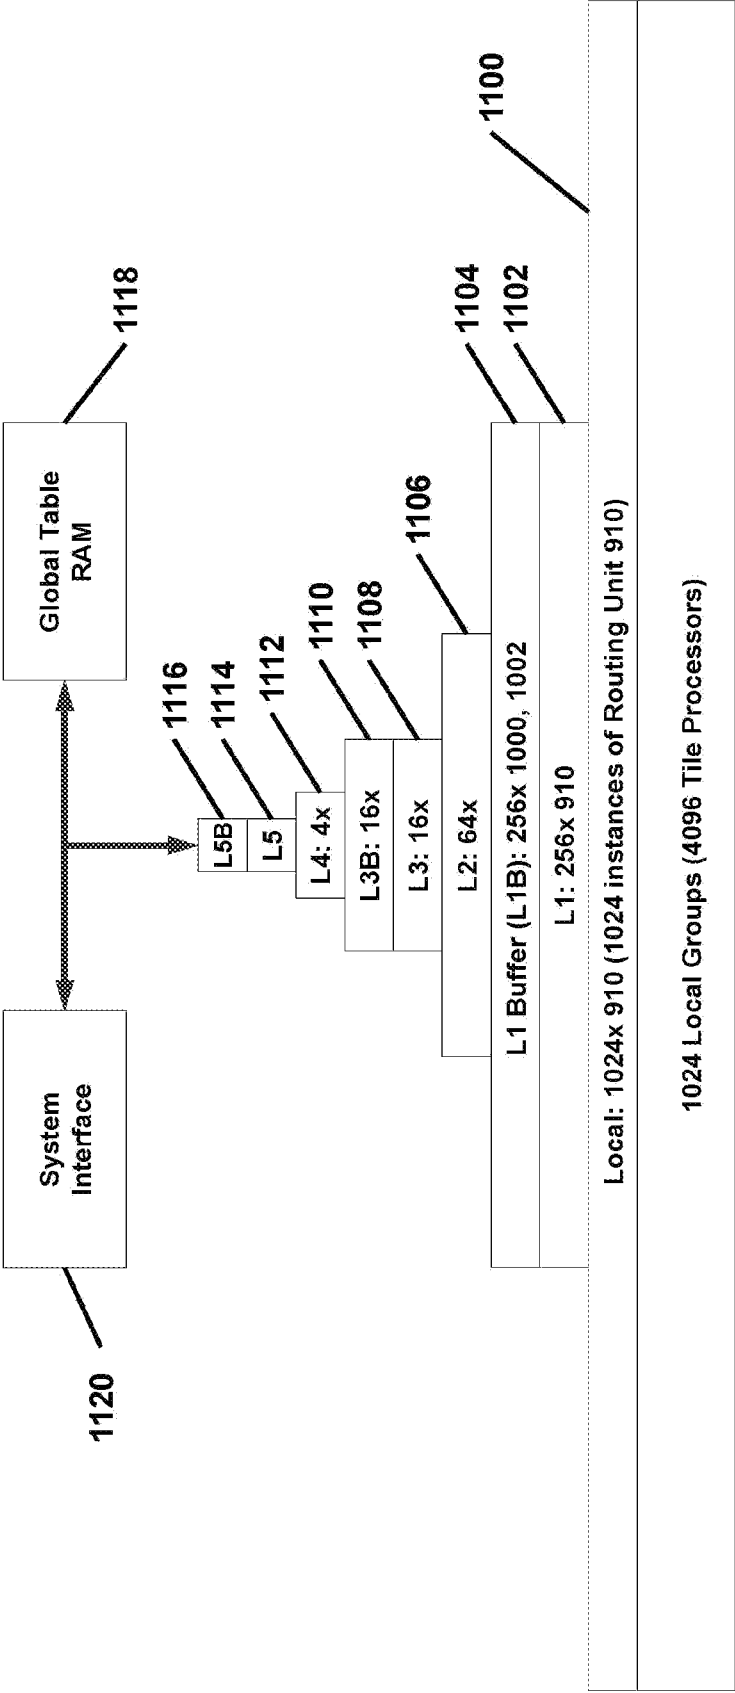 System
Interface
Global Table
RAM
1120
1118
L5B
1116
L5
1114
L4: 4x
1112
L3B: 16x
1110
L3: 16x
1108
L2: 64x
1106
L1 Buffer (L1B): 256x 1000, 1002
1104
L1: 256x 910
1102
1100
Local: 1024x 910 (1024 instances of Routing Unit 910)
1024 Local Groups (4096 Tile Processors)